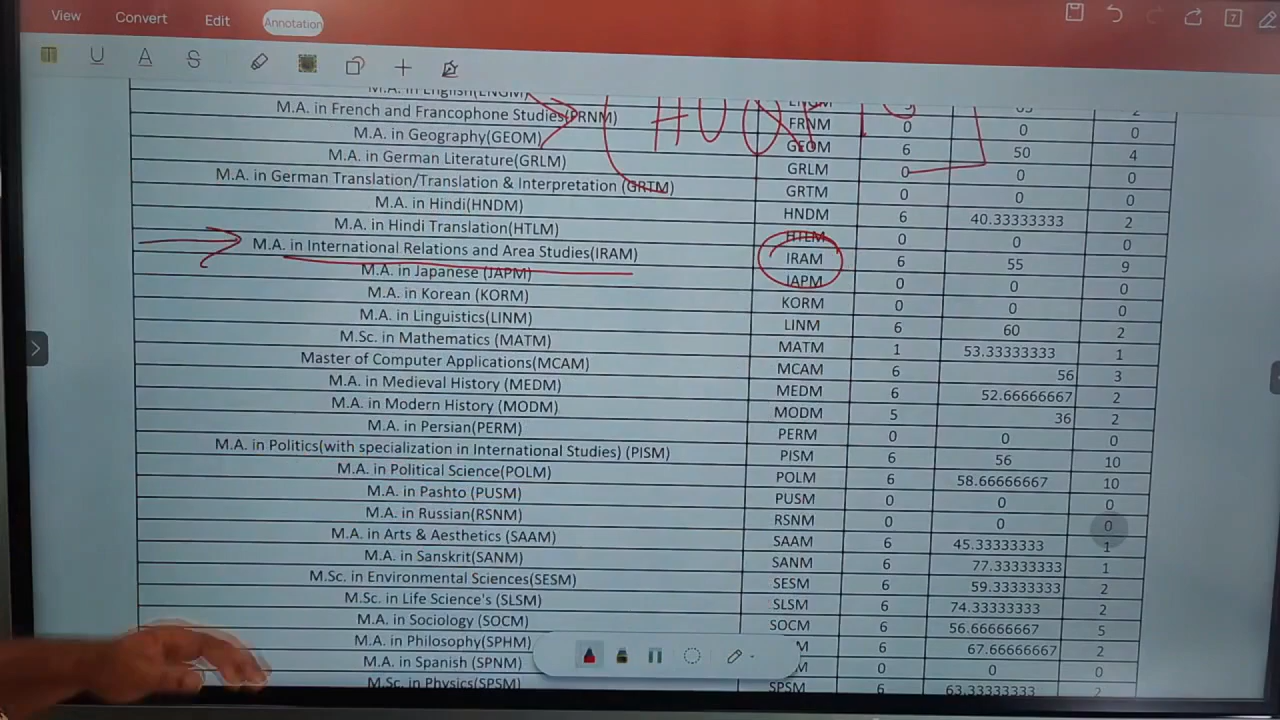 View Convert Edit Annotation 7
U A S
M.A. in English(ENGM)
M.A. in French and Francophone Studies(FRNM) FRNM 0 0 0
M.A. in Geography(GEOM) GEOM 6 50 4
M.A. in German Literature(GRLM) GRLM 0 0 0
M.A. in German Translation/Translation & Interpretation (GRTM) GRTM 0 0 0
M.A. in Hindi(HNDM) HNDM 6 40.33333333 2
M.A. in Hindi Translation(HTLM) HTLM 0 0 0
M.A. in International Relations and Area Studies(IRAM) IRAM 6 55 9
M.A. in Japanese (JAPM) JAPM 0 0 0
M.A. in Korean (KORM) KORM 0 0 0
M.A. in Linguistics(LINM) LINM 6 60 2
M.Sc. in Mathematics (MATM) MATM 1 53.33333333 1
Master of Computer Applications(MCAM) MCAM 6 56 3
M.A. in Medieval History (MEDM) MEDM 6 52.66666667 2
M.A. in Modern History (MODM) MODM 5 36 2
M.A. in Persian(PERM) PERM 0 0 0
M.A. in Politics(with specialization in International Studies) (PISM) PISM 6 56 10
M.A. in Political Science(POLM) POLM 6 58.66666667 10
M.A. in Pashto (PUSM) PUSM 0 0 0
M.A. in Russian(RSNM) RSNM 0 0 0
M.A. in Arts & Aesthetics (SAAM) SAAM 6 45.33333333 1
M.A. in Sanskrit(SANM) SANM 6 77.33333333 1
M.Sc. in Environmental Sciences(SESM) SESM 6 59.33333333 2
M.Sc. in Life Science's (SLSM) SLSM 6 74.33333333 2
M.A. in Sociology (SOCM) SOCM 6 56.66666667 5
M.A. in Philosophy(SPHM) M 6 67.66666667 2
M.A. in Spanish (SPNM) M 0 0 0
M.Sc. in Physics(SPSM) SPSM 6 63.33333333 2